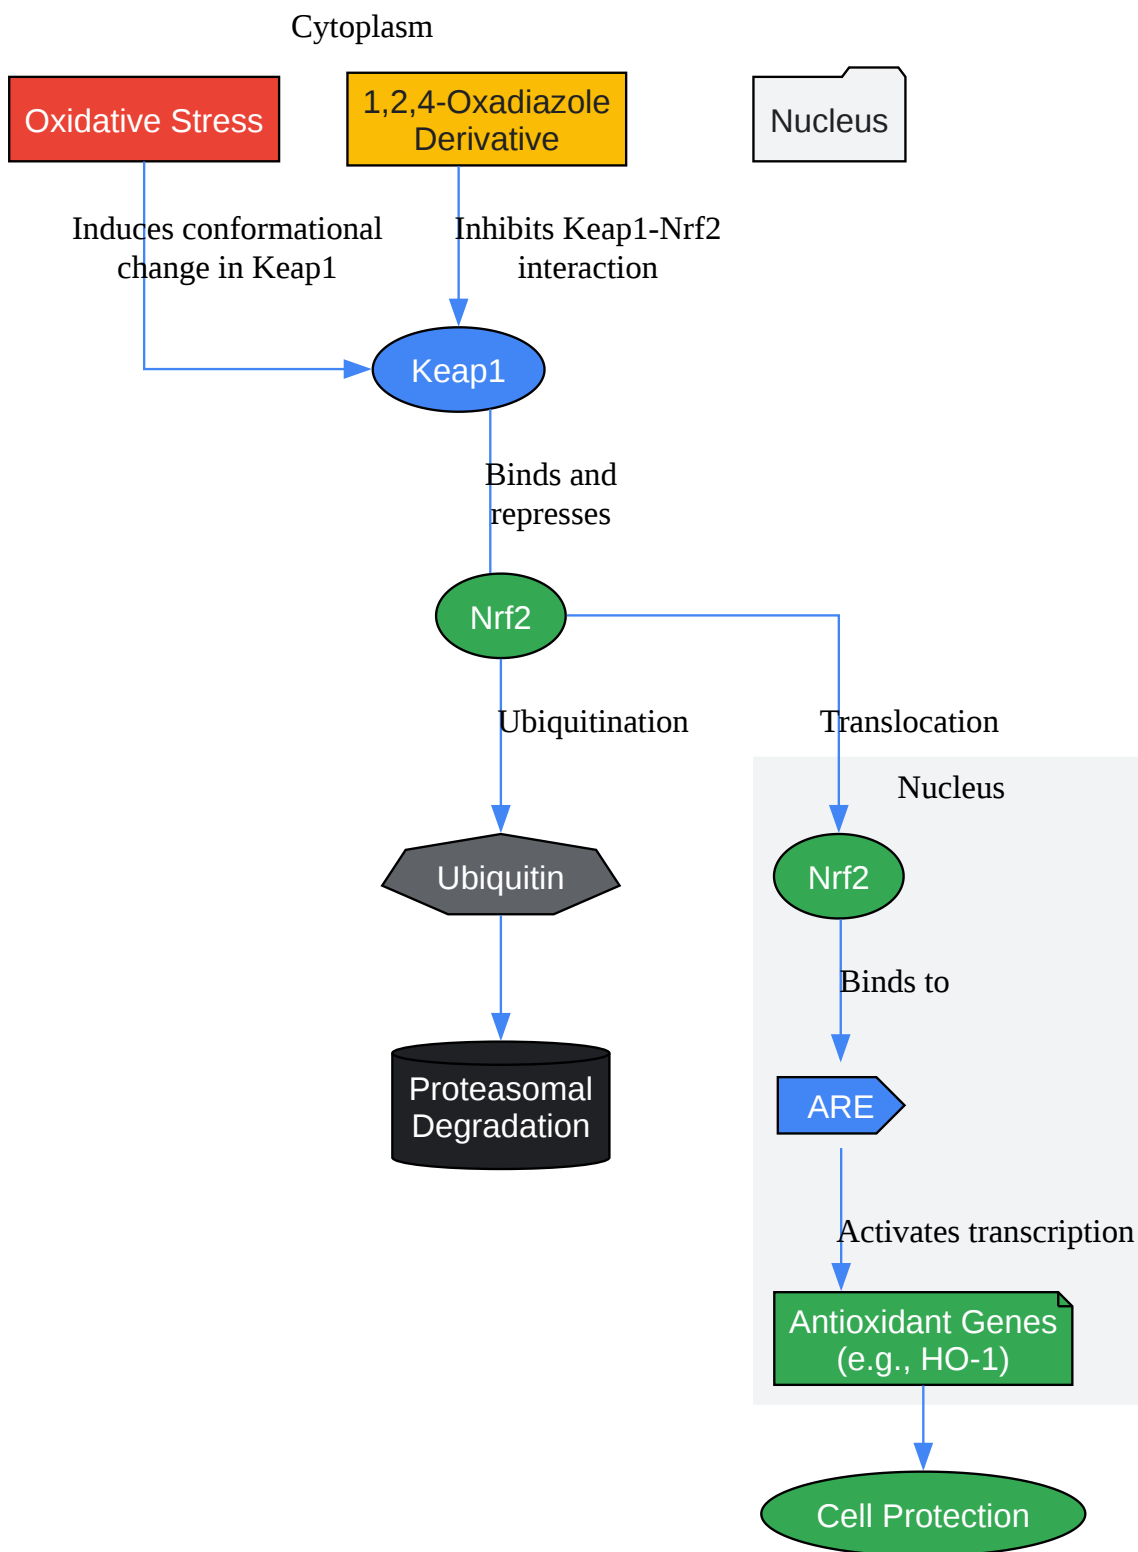 Cytoplasm
Oxidative Stress
1,2,4-Oxadiazole
Derivative
Nucleus
Induces conformational
change in Keap1
Inhibits Keap1-Nrf2
interaction
Keap1
Binds and
represses
Nrf2
Ubiquitination
Translocation
Nucleus
Ubiquitin
Nrf2
Binds to
Proteasomal
Degradation
ARE
Activates transcription
Antioxidant Genes
(e.g., HO-1)
Cell Protection